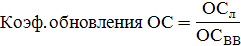 Коэф. обновления ОС = ОСл / ОСВВ